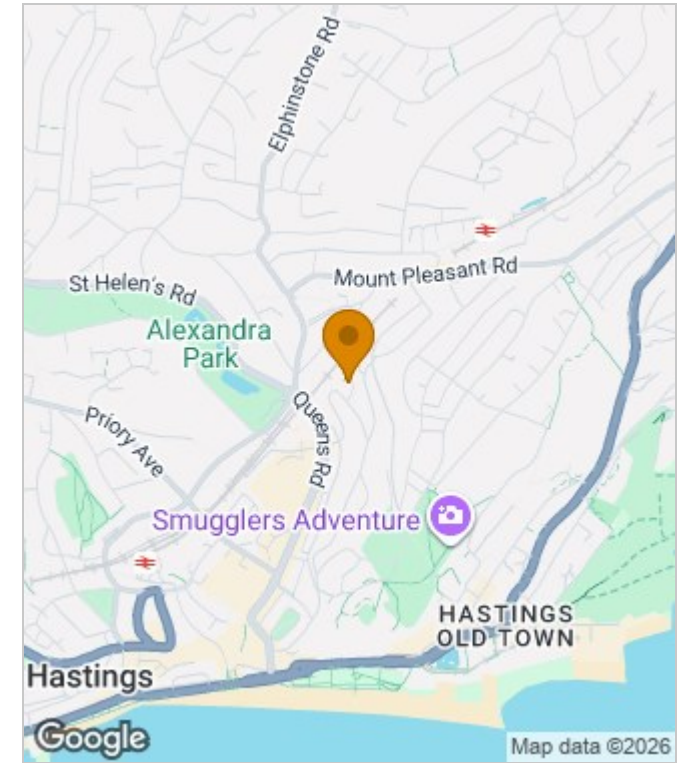 Elphinstone Rd
Mount Pleasant Rd
St Helen's Rd
Alexandra
Park
Queens Rd
Priory Ave
Smugglers Adventure
HASTINGS
OLD TOWN
Hastings
Google
Map data ©2026